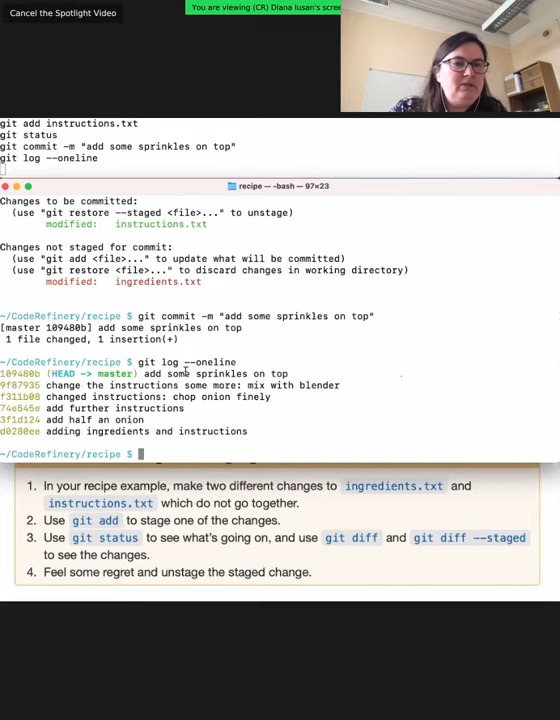 Cancel the Spotlight Video
You are viewing (CR) Diana Iusan's scree
git add instructions.txt
git status
git commit -m "add some sprinkles on top"
git log --oneline
recipe — -bash — 97×23
Changes to be committed:
(use "git restore --staged <file>..." to unstage)
modified: instructions.txt
Changes not staged for commit:
(use "git add <file>..." to update what will be committed)
(use "git restore <file>..." to discard changes in working directory)
modified: ingredients.txt
~/CodeRefinery/recipe $ git commit -m "add some sprinkles on top"
[master 109480b] add some sprinkles on top
1 file changed, 1 insertion(+)
~/CodeRefinery/recipe $ git log --oneline
109480b (HEAD -> master) add some sprinkles on top
9f87935 change the instructions some more: mix with blender
f311b08 changed instructions: chop onion finely
74e545e add further instructions
3f1d124 add half an onion
d0280ee adding ingredients and instructions
~/CodeRefinery/recipe $
1. In your recipe example, make two different changes to ingredients.txt and
instructions.txt which do not go together.
2. Use git add to stage one of the changes.
3. Use git status to see what's going on, and use git diff and git diff --staged
to see the changes.
4. Feel some regret and unstage the staged change.